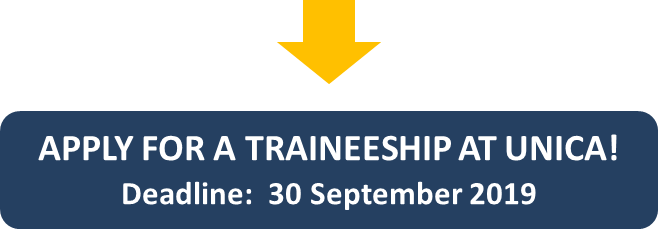 APPLY FOR A TRAINEESHIP AT UNICA!
Deadline:  30 September 2019